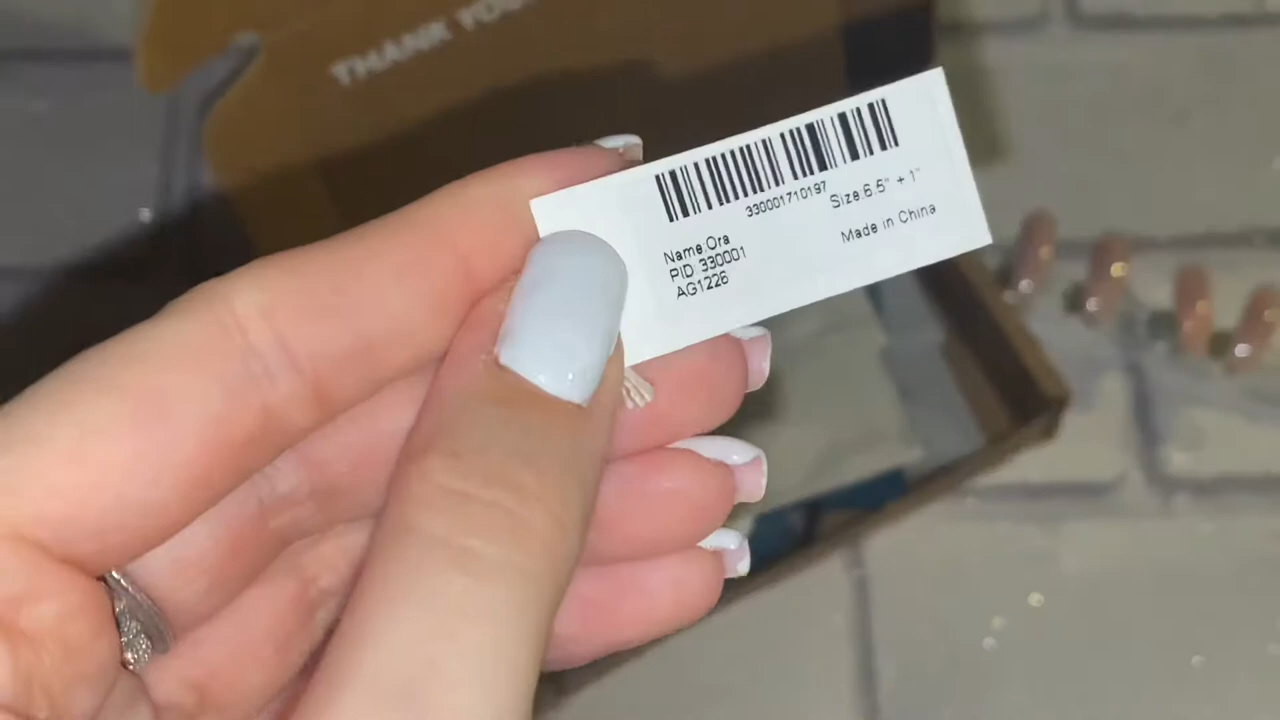 THANK YOU
330001710197
Size:6.5" + 1"
Made in China
Name:Ora
PID 330001
AG1226